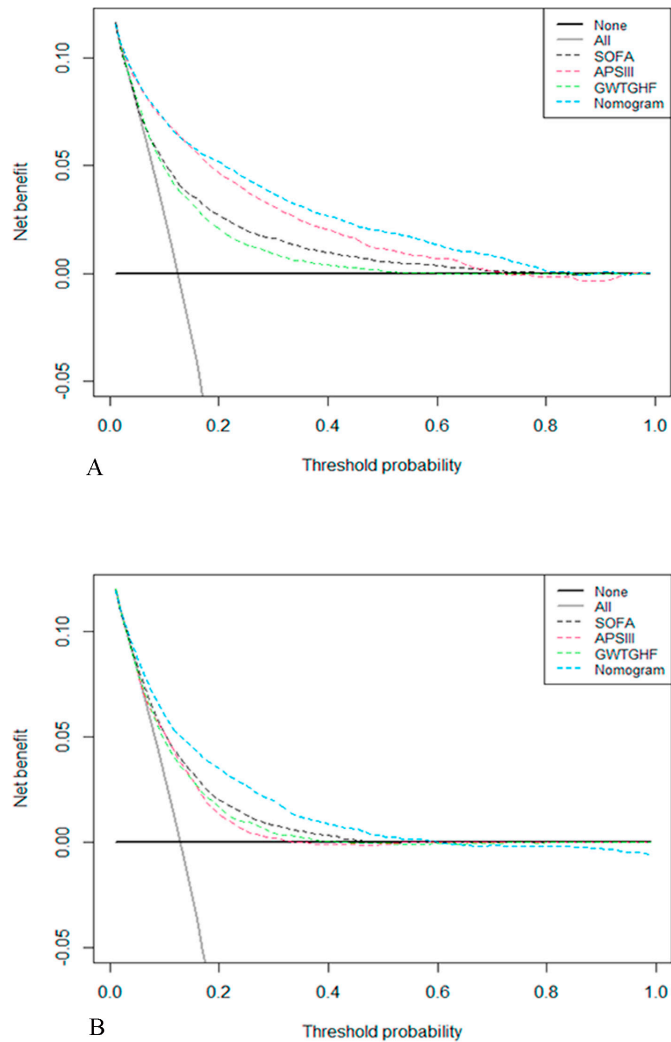 None
All
SOFA
APSIII
GWTGHF
Nomogram
Net benefit
0.10
0.05
0.00
-0.05
0.0 0.2 0.4 0.6 0.8 1.0
A
Threshold probability
None
All
SOFA
APSIII
GWTGHF
Nomogram
Net benefit
0.10
0.05
0.00
-0.05
0.0 0.2 0.4 0.6 0.8 1.0
B
Threshold probability